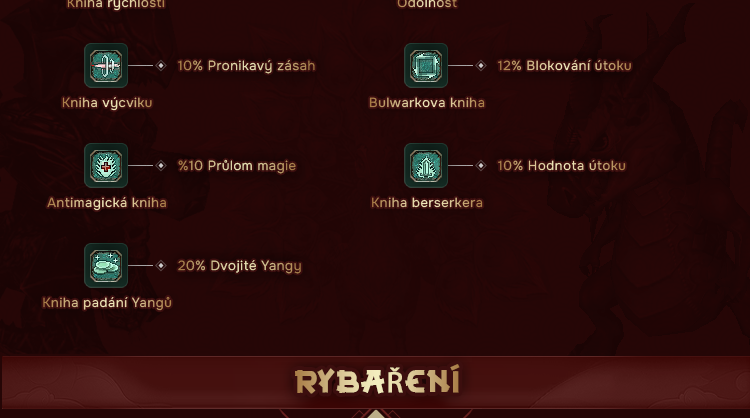 Kniha rychlosti
Odolnost
10% Pronikavý zásah
12% Blokování útoku
Kniha výcviku
Bulwarkova kniha
%10 Průlom magie
10% Hodnota útoku
Antimagická kniha
Kniha berserkera
20% Dvojité Yangy
Kniha padání Yangů
RYBAŘENÍ